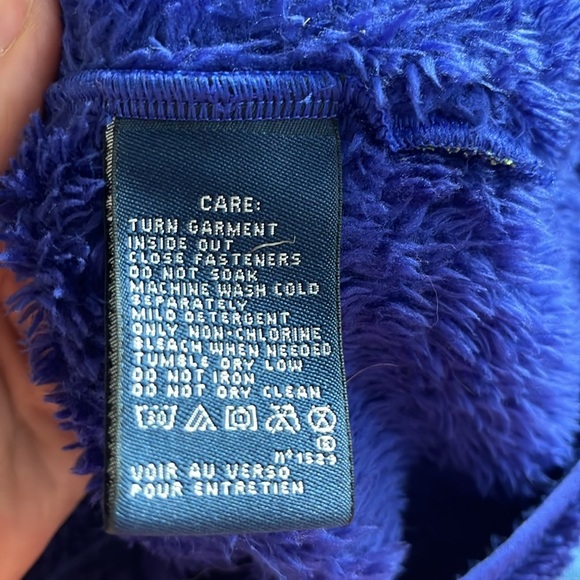 CARE:
TURN GARMENT
INSIDE OUT
CLOSE FASTENERS
DO NOT SOAK
MACHINE WASH COLD
SEPARATELY
MILD DETERGENT
ONLY NON-CHLORINE
BLEACH WHEN NEEDED
TUMBLE DRY LOW
DO NOT IRON
DO NOT DRY CLEAN
30
VOIR AU VERSO
POUR ENTRETIEN